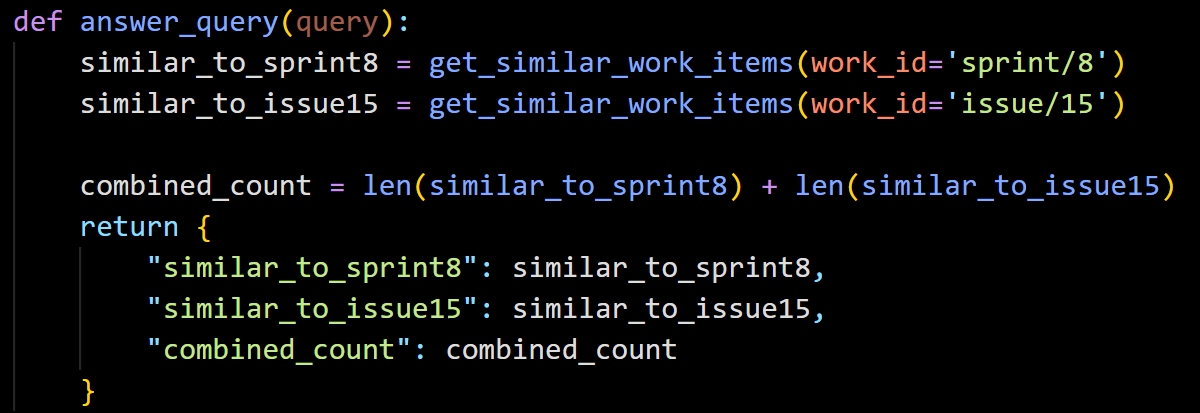 def answer_query(query):
    similar_to_sprint8 = get_similar_work_items(work_id='sprint/8')
    similar_to_issue15 = get_similar_work_items(work_id='issue/15')

    combined_count = len(similar_to_sprint8) + len(similar_to_issue15)
    return {
        "similar_to_sprint8": similar_to_sprint8,
        "similar_to_issue15": similar_to_issue15,
        "combined_count": combined_count
    }